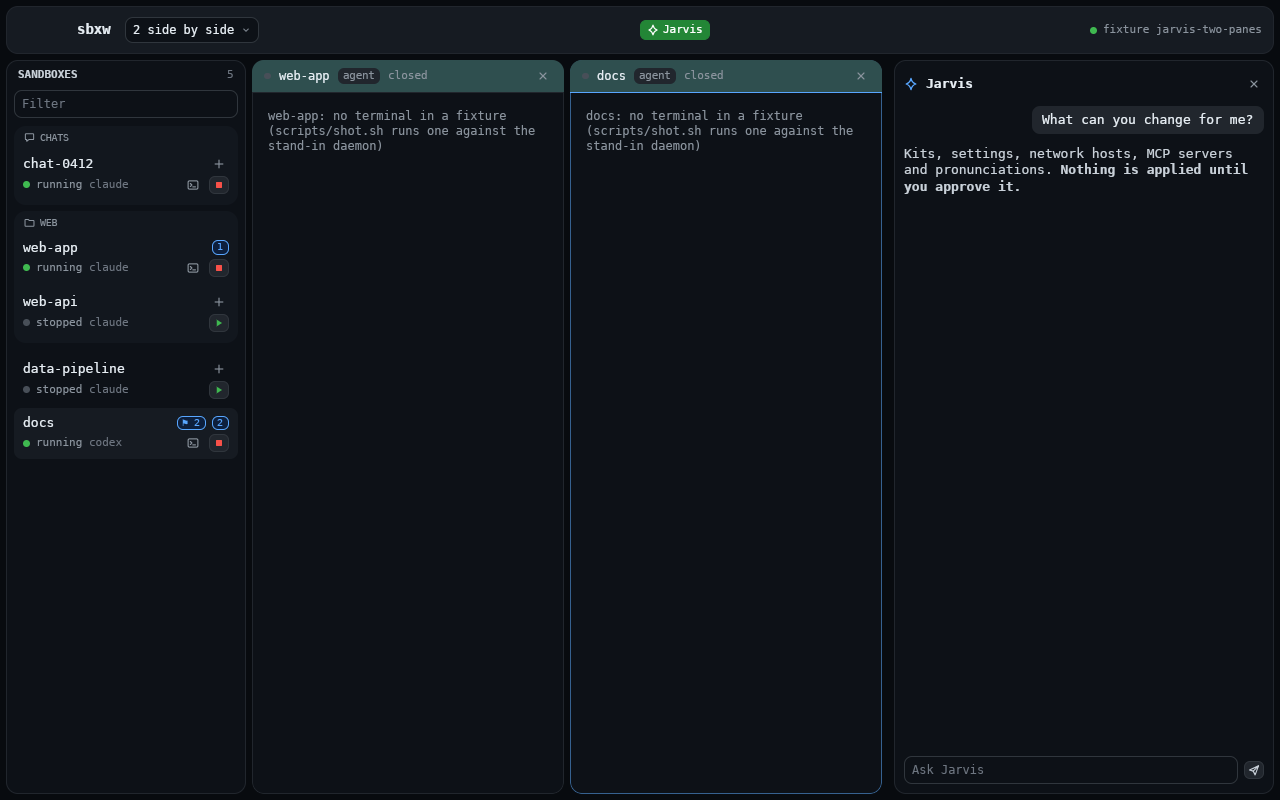 sbxw
2 side by side
Jarvis
fixture jarvis-two-panes
SANDBOXES 5
Filter
CHATS
chat-0412
running claude
WEB
web-app 1
running claude
web-api
stopped claude
data-pipeline
stopped claude
docs 2 2
running codex
web-app agent closed
web-app: no terminal in a fixture
(scripts/shot.sh runs one against the
stand-in daemon)
docs agent closed
docs: no terminal in a fixture
(scripts/shot.sh runs one against the
stand-in daemon)
Jarvis
What can you change for me?
Kits, settings, network hosts, MCP servers
and pronunciations. Nothing is applied until
you approve it.
Ask Jarvis